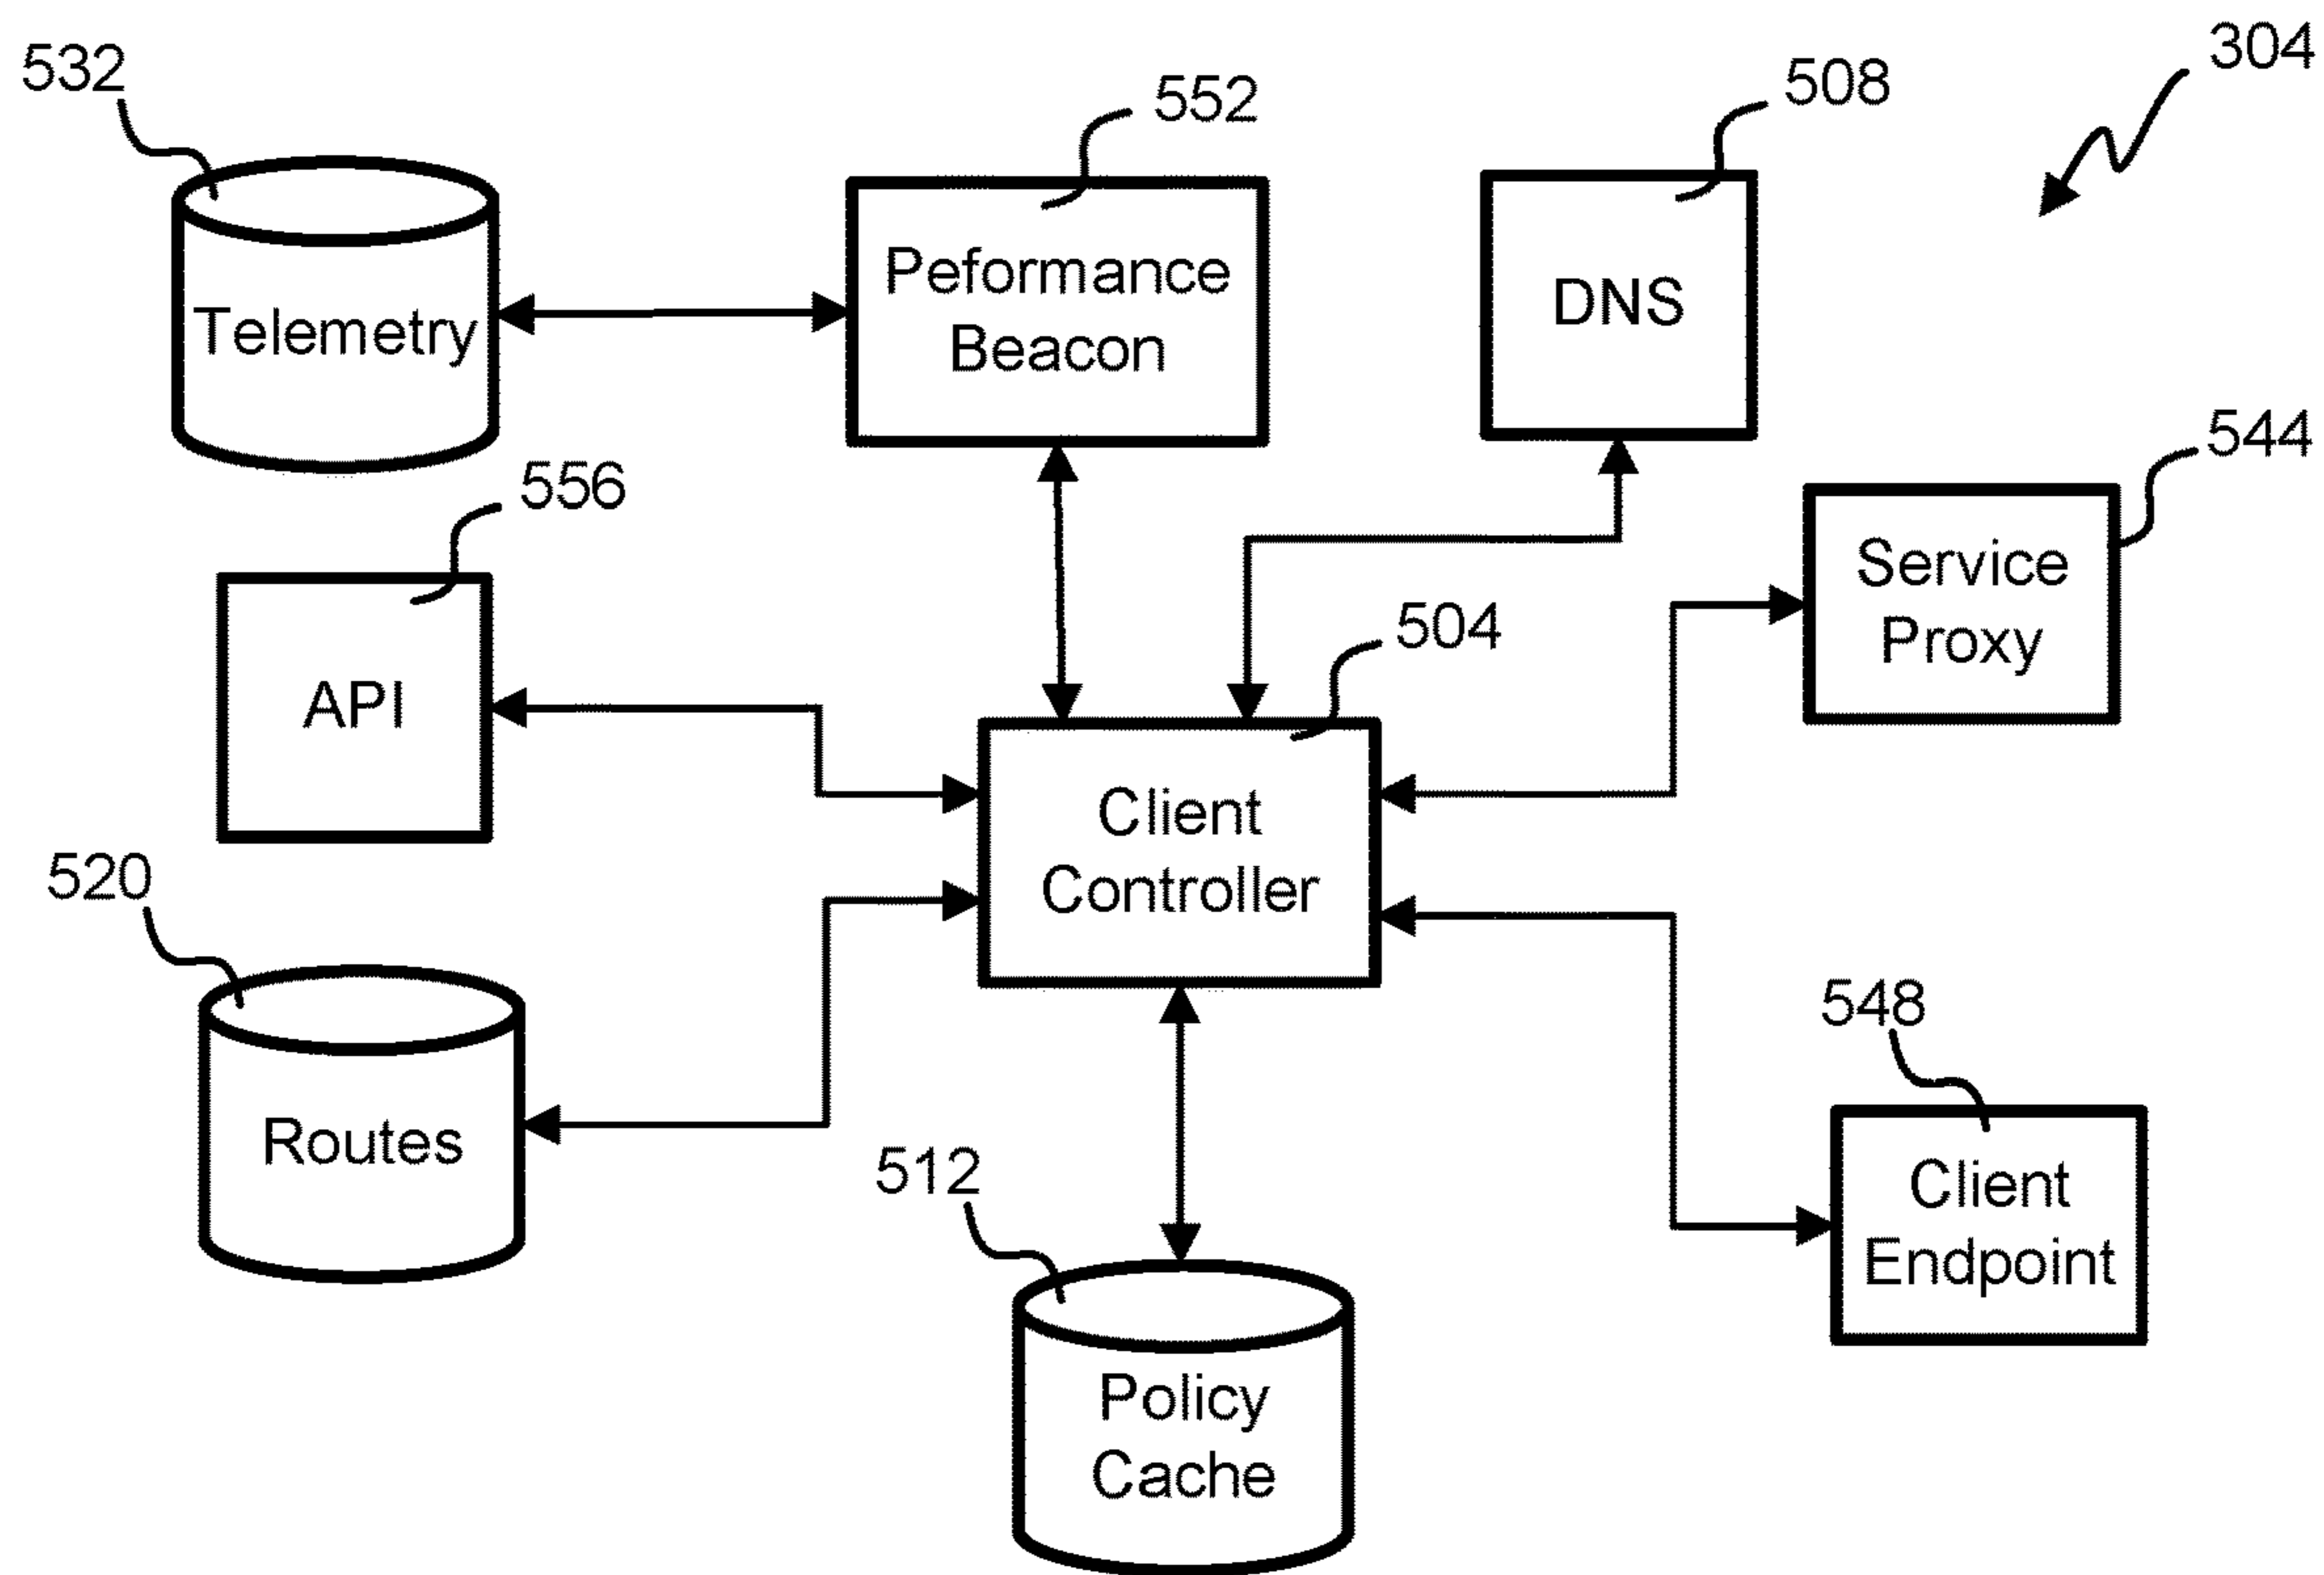 304
532
552
508
Peformance
Beacon
DNS
Telemetry
544
556
Service
Proxy
504
API
Client
Controller
520
548
Routes
512
Client
Endpoint
Policy
Cache